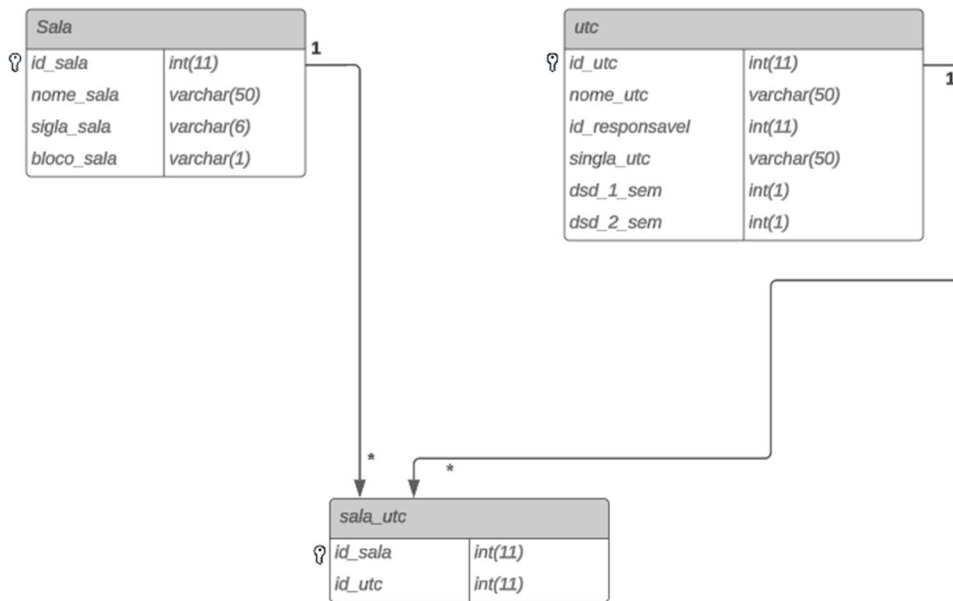 Sala
id_sala int(11)
nome_sala varchar(50)
sigla_sala varchar(6)
bloco_sala varchar(1)
1
utc
id_utc int(11)
nome_utc varchar(50)
id_responsavel int(11)
singla_utc varchar(50)
dsd_1_sem int(1)
dsd_2_sem int(1)
1
*
*
sala_utc
id_sala int(11)
id_utc int(11)